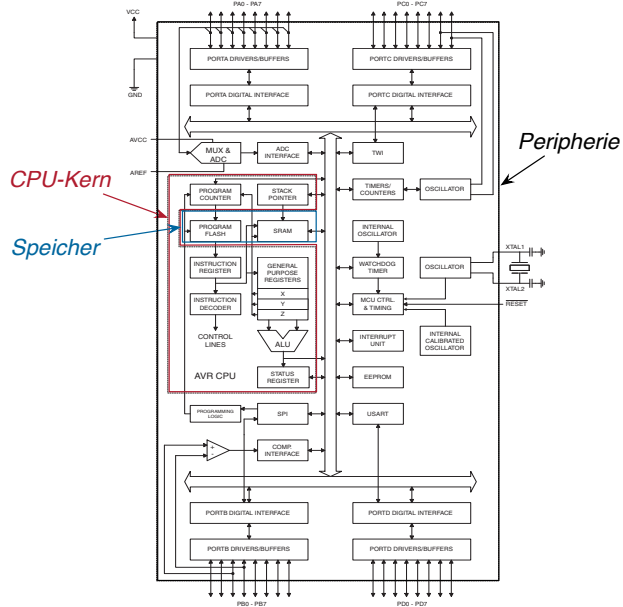 PA0 - PA7
PC0 - PC7
VCC
GND
PORTA DRIVERS/BUFFERS
PORTC DRIVERS/BUFFERS
PORTA DIGITAL INTERFACE
PORTC DIGITAL INTERFACE
AVCC
AREF
MUX &
ADC
ADC
INTERFACE
TWI
Peripherie
CPU-Kern
Speicher
PROGRAM
COUNTER
STACK
POINTER
TIMERS/
COUNTERS
OSCILLATOR
PROGRAM
FLASH
SRAM
INTERNAL
OSCILLATOR
INSTRUCTION
REGISTER
GENERAL
PURPOSE
REGISTERS
X
Y
Z
WATCHDOG
TIMER
OSCILLATOR
XTAL1
XTAL2
INSTRUCTION
DECODER
MCU CTRL.
& TIMING
RESET
CONTROL
LINES
ALU
INTERRUPT
UNIT
INTERNAL
CALIBRATED
OSCILLATOR
AVR CPU
STATUS
REGISTER
EEPROM
PROGRAMMING
LOGIC
SPI
USART
+
-
COMP.
INTERFACE
PORTB DIGITAL INTERFACE
PORTD DIGITAL INTERFACE
PORTB DRIVERS/BUFFERS
PORTD DRIVERS/BUFFERS
PB0 - PB7
PD0 - PD7